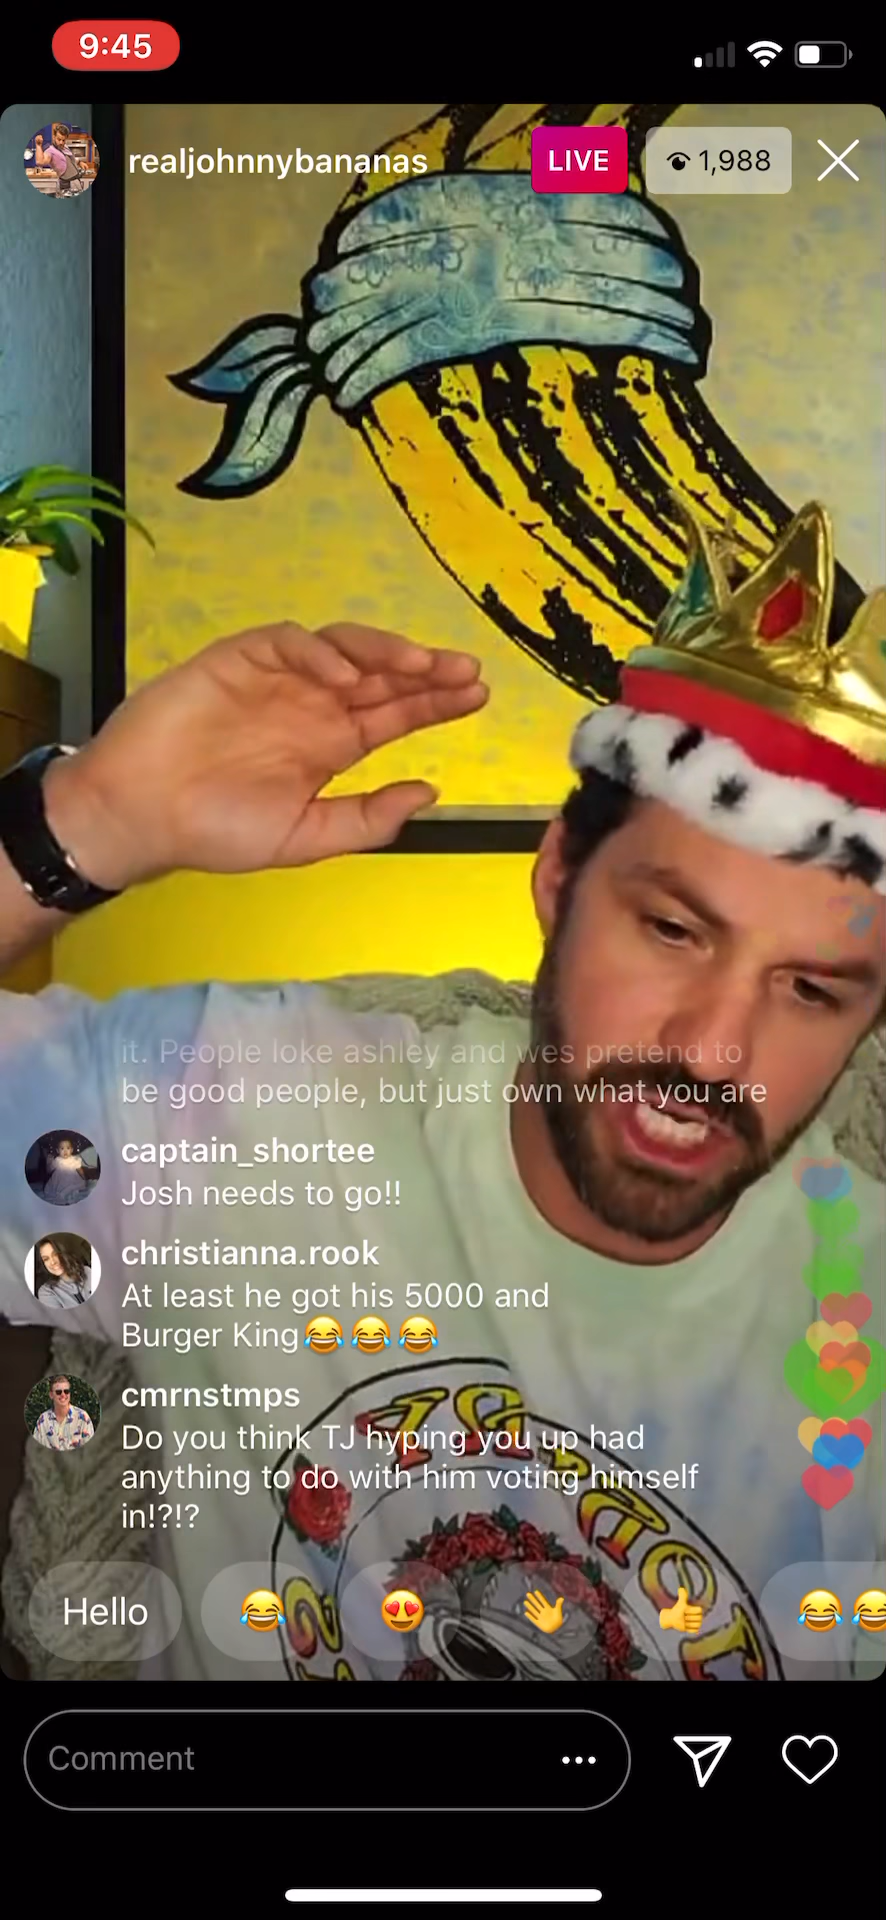 9:45
realjohnnybananas
LIVE
1,988
it. People loke ashley and wes pretend to
be good people, but just own what you are
captain_shortee
Josh needs to go!!
christianna.rook
At least he got his 5000 and
Burger King😂😂😂
cmrnstmps
Do you think TJ hyping you up had
anything to do with him voting himself
in!?!?
Hello
😂 😍 👋 👍 😂😂
Comment